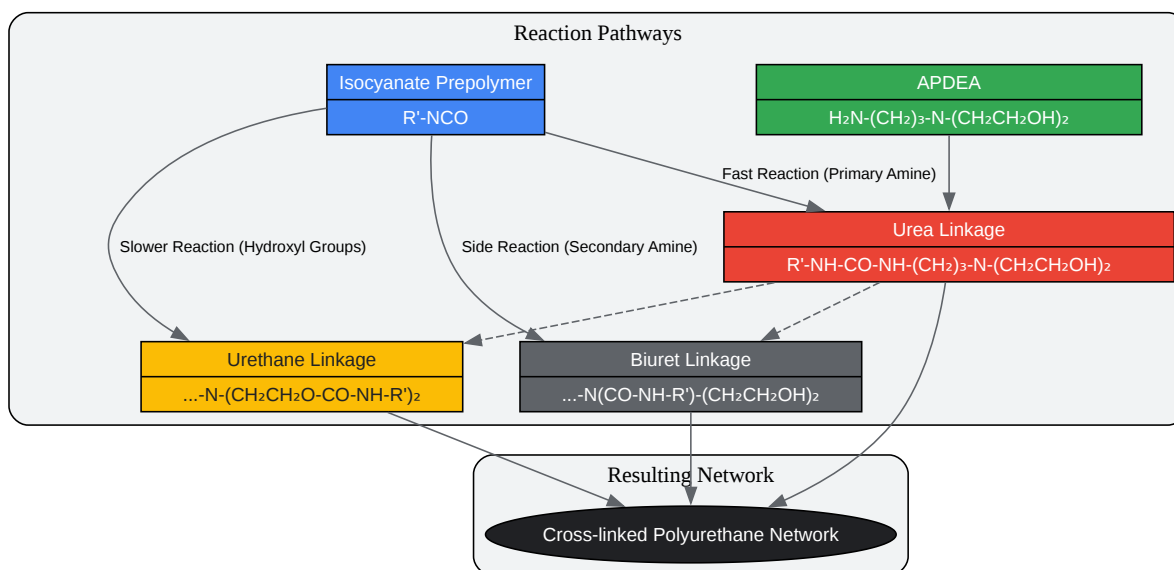 Reaction Pathways
Isocyanate Prepolymer
R'-NCO
APDEA
H₂N-(CH₂)₃-N-(CH₂CH₂OH)₂
Fast Reaction (Primary Amine)
Urea Linkage
R'-NH-CO-NH-(CH₂)₃-N-(CH₂CH₂OH)₂
Slower Reaction (Hydroxyl Groups)
Side Reaction (Secondary Amine)
Urethane Linkage
...-N-(CH₂CH₂O-CO-NH-R')₂
Biuret Linkage
...-N(CO-NH-R')-(CH₂CH₂OH)₂
Resulting Network
Cross-linked Polyurethane Network